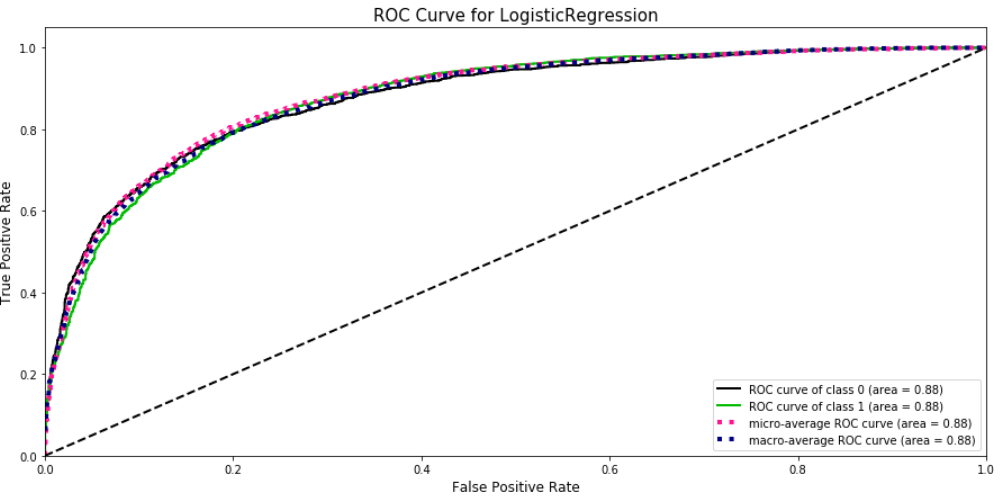 ROC Curve for LogisticRegression
1.0
0.8
0.6
0.4
0.2
0.0
True Positive Rate
0.0 0.2 0.4 0.6 0.8 1.0
False Positive Rate
ROC curve of class 0 (area = 0.88)
ROC curve of class 1 (area = 0.88)
micro-average ROC curve (area = 0.88)
macro-average ROC curve (area = 0.88)